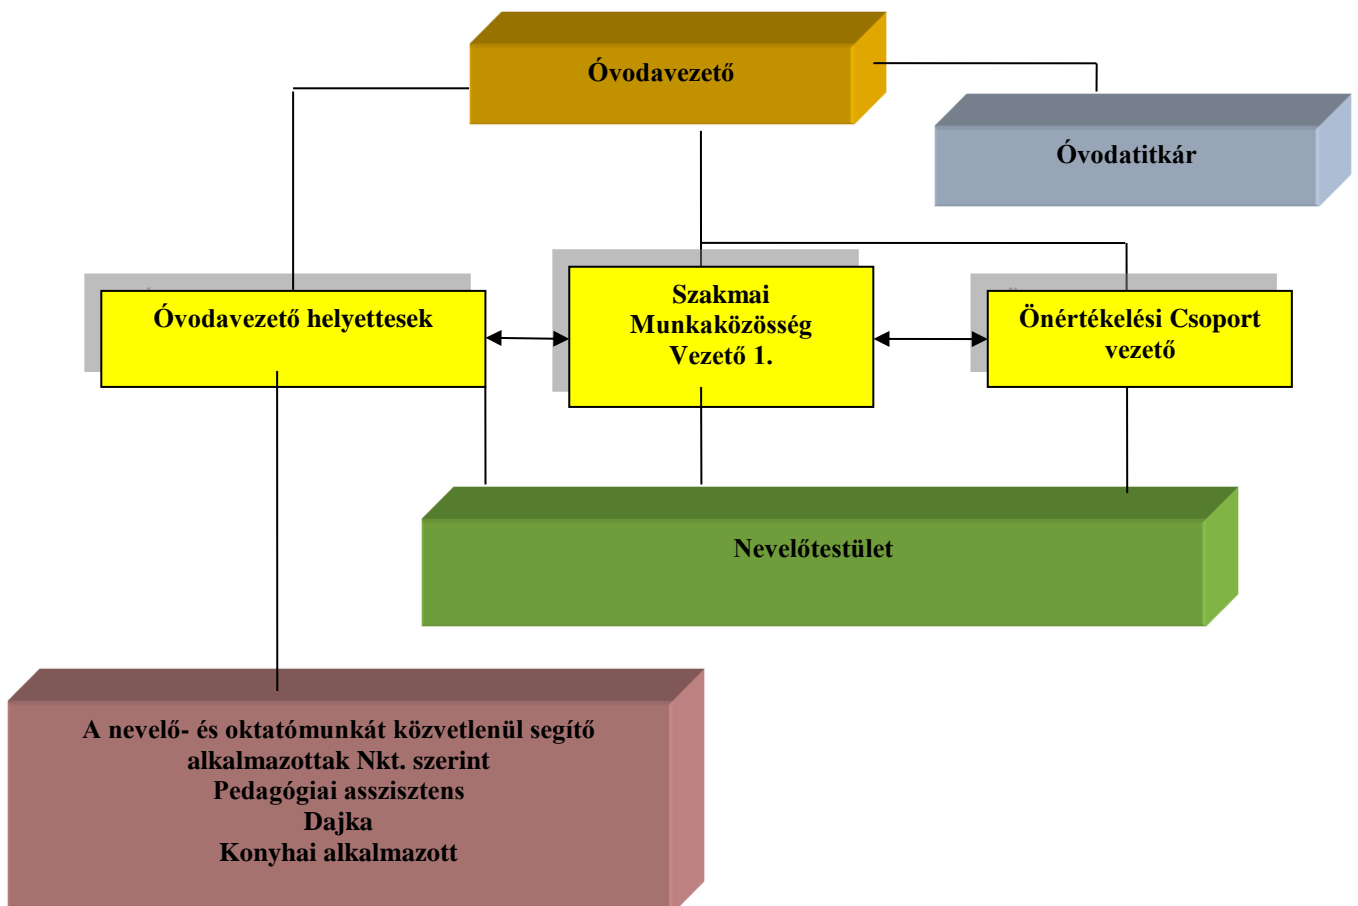 Óvodavezető
Óvodatitkár
Óvodavezető helyettesek
Szakmai
Munkaközösség
Vezető 1.
Önértékelési Csoport
vezető
Nevelőtestület
A nevelő- és oktatómunkát közvetlenül segítő
alkalmazottak Nkt. szerint
Pedagógiai asszisztens
Dajka
Konyhai alkalmazott